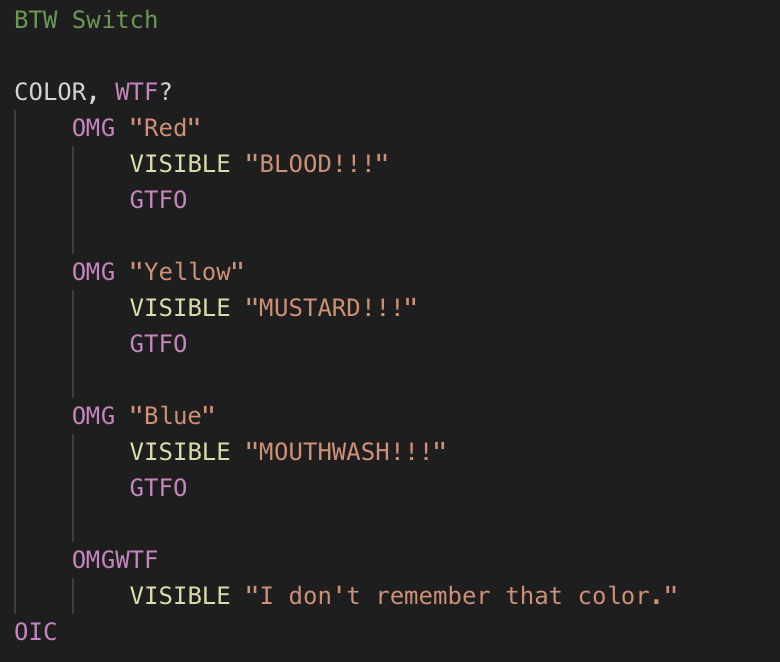 BTW Switch
COLOR, WTF?
OMG "Red"
VISIBLE "BLOOD!!!"
GTFO
OMG "Yellow"
VISIBLE "MUSTARD!!!"
GTFO
OMG "Blue"
VISIBLE "MOUTHWASH!!!"
GTFO
OMGWTF
VISIBLE "I don't remember that color."
OIC